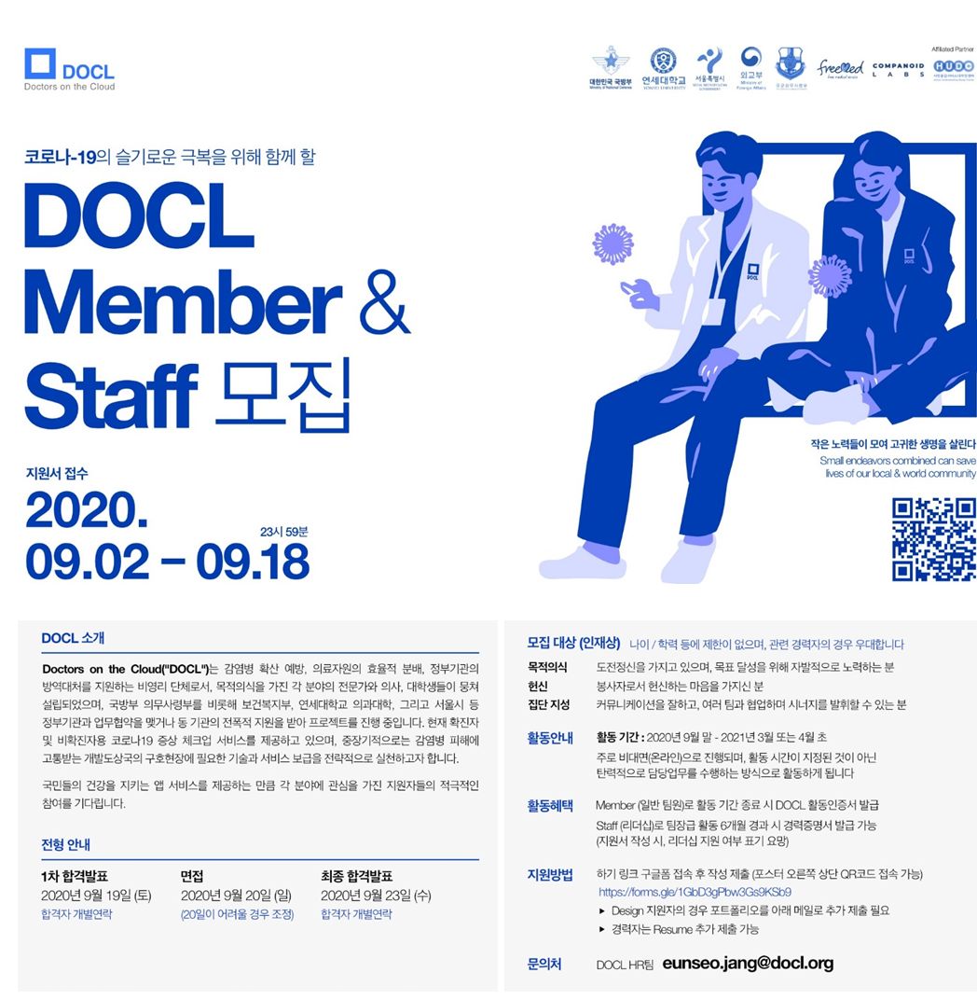 DOCL
Doctors on the Cloud
대한민국 국방부
Ministry of National Defense
연세대학교
YONSEI UNIVERSITY
서울특별시
SEOUL METROPOLITAN GOVERNMENT
외교부
Ministry of Foreign Affairs
국군의무사령부
freeMed
free medical service
COMPANOID
LABS
Affiliated Partner
HUDC
코로나-19의 슬기로운 극복을 위해 함께 할
DOCL
Member &
Staff 모집
지원서 접수
2020.
23시 59분
09.02 – 09.18
DOCL
DOCL
작은 노력들이 모여 고귀한 생명을 살린다
Small endeavors combined can save
lives of our local & world community
DOCL 소개
Doctors on the Cloud("DOCL")는 감염병 확산 예방, 의료자원의 효율적 분배, 정부기관의
방역대처를 지원하는 비영리 단체로서, 목적의식을 가진 각 분야의 전문가와 의사, 대학생들이 뭉쳐
설립되었으며, 국방부 의무사령부를 비롯해 보건복지부, 연세대학교 의과대학, 그리고 서울시 등
정부기관과 업무협약을 맺거나 동 기관의 전폭적 지원을 받아 프로젝트를 진행 중입니다. 현재 확진자
및 비확진자용 코로나19 증상 체크업 서비스를 제공하고 있으며, 중장기적으로는 감염병 피해에
고통받는 개발도상국의 구호현장에 필요한 기술과 서비스 보급을 전략적으로 실천하고자 합니다.
국민들의 건강을 지키는 앱 서비스를 제공하는 만큼 각 분야에 관심을 가진 지원자들의 적극적인
참여를 기다립니다.
전형 안내
1차 합격발표
2020년 9월 19일 (토)
합격자 개별연락
면접
2020년 9월 20일 (일)
(20일이 어려울 경우 조정)
최종 합격발표
2020년 9월 23일 (수)
합격자 개별연락
모집 대상 (인재상) 나이 / 학력 등에 제한이 없으며, 관련 경력자의 경우 우대합니다
목적의식 도전정신을 가지고 있으며, 목표 달성을 위해 자발적으로 노력하는 분
헌신 봉사자로서 헌신하는 마음을 가지신 분
집단 지성 커뮤니케이션을 잘하고, 여러 팀과 협업하며 시너지를 발휘할 수 있는 분
활동안내 활동 기간 : 2020년 9월 말 - 2021년 3월 또는 4월 초
주로 비대면(온라인)으로 진행되며, 활동 시간이 지정된 것이 아닌
탄력적으로 담당업무를 수행하는 방식으로 활동하게 됩니다
활동혜택 Member (일반 팀원)로 활동 기간 종료 시 DOCL 활동인증서 발급
Staff (리더십)로 팀장급 활동 6개월 경과 시 경력증명서 발급 가능
(지원서 작성 시, 리더십 지원 여부 표기 요망)
지원방법 하기 링크 구글폼 접속 후 작성 제출 (포스터 오른쪽 상단 QR코드 접속 가능)
https://forms.gle/1GbD3gPbw3Gs9KSb9
▶ Design 지원자의 경우 포트폴리오를 아래 메일로 추가 제출 필요
▶ 경력자는 Resume 추가 제출 가능
문의처 DOCL HR팀 eunseo.jang@docl.org